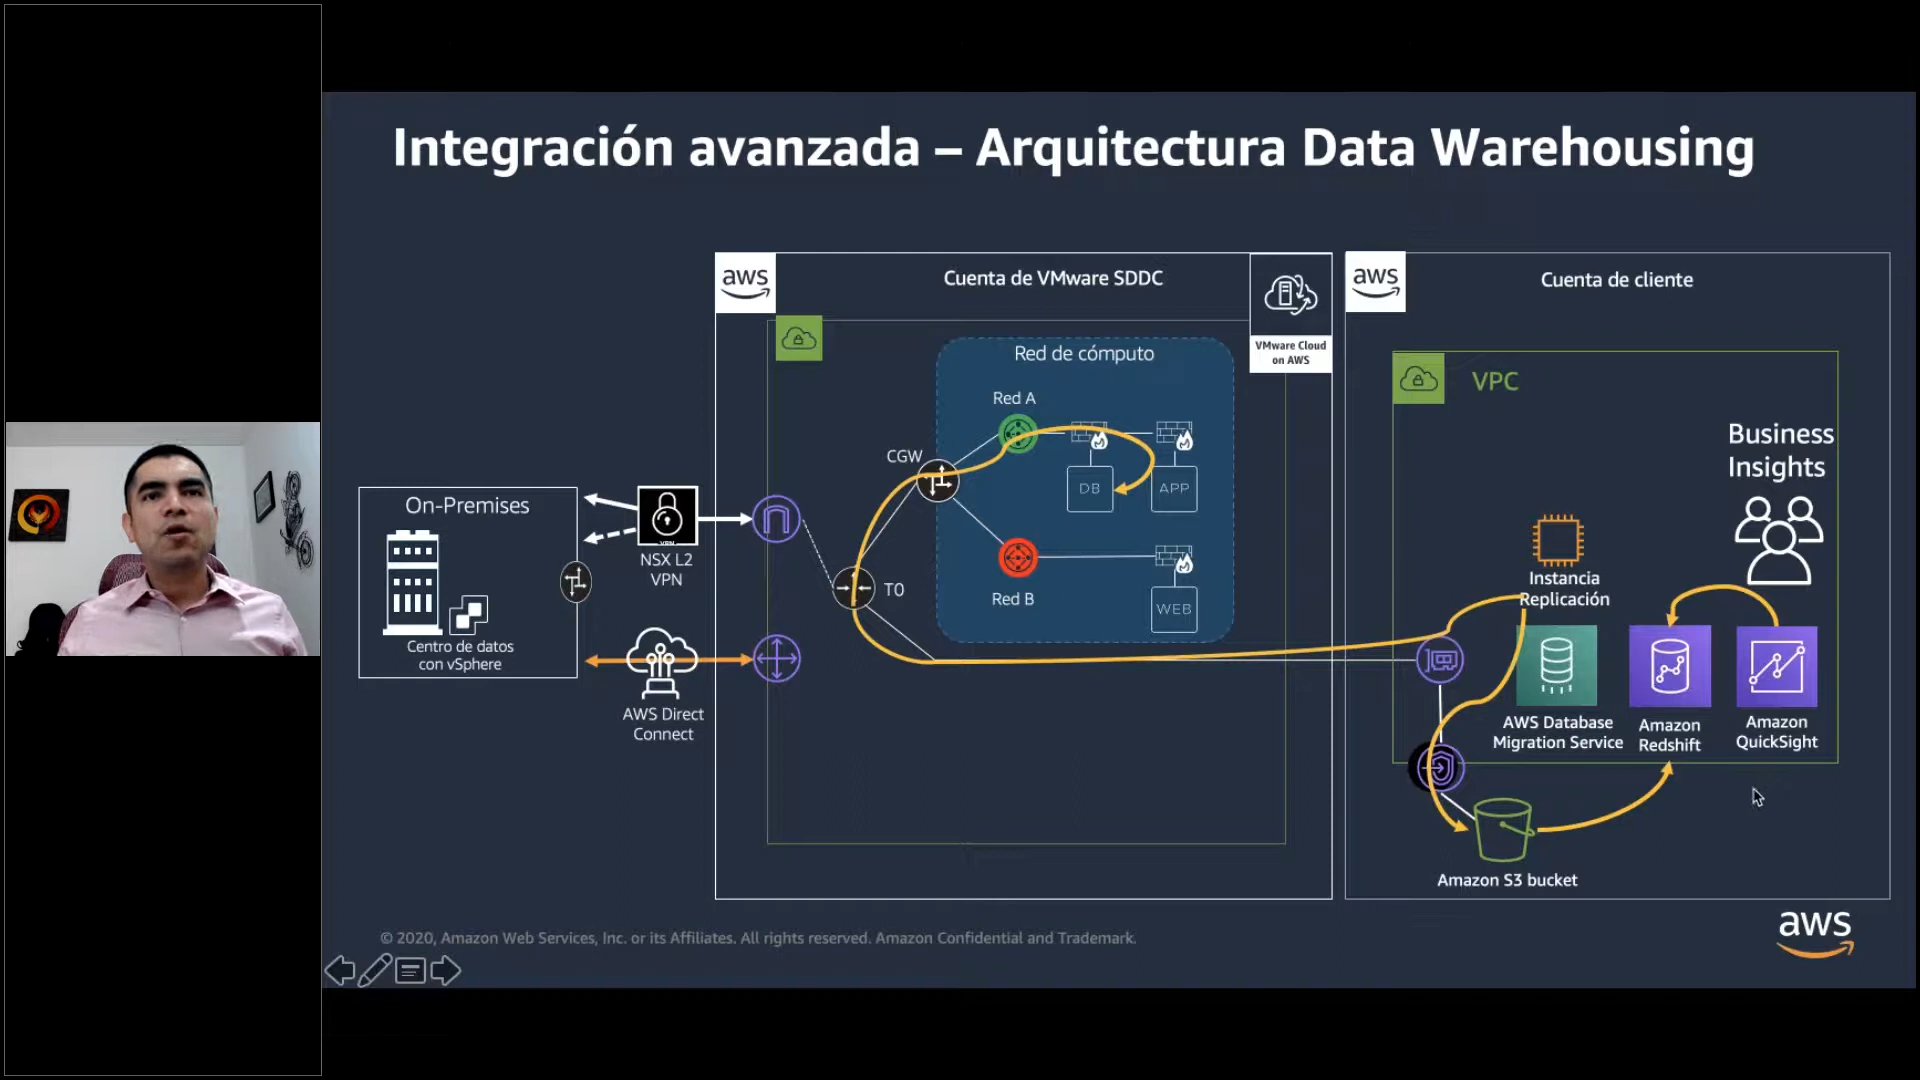 Integración avanzada – Arquitectura Data Warehousing
aws
Cuenta de VMware SDDC
VMware Cloud
on AWS
aws
Cuenta de cliente
Red de cómputo
VPC
Red A
CGW
DB
APP
Red B
WEB
T0
Business
Insights
On-Premises
Centro de datos
con vSphere
VPN
NSX L2
VPN
AWS Direct
Connect
Instancia
Replicación
AWS Database
Migration Service
Amazon
Redshift
Amazon
QuickSight
Amazon S3 bucket
© 2020, Amazon Web Services, Inc. or its Affiliates. All rights reserved. Amazon Confidential and Trademark.
aws